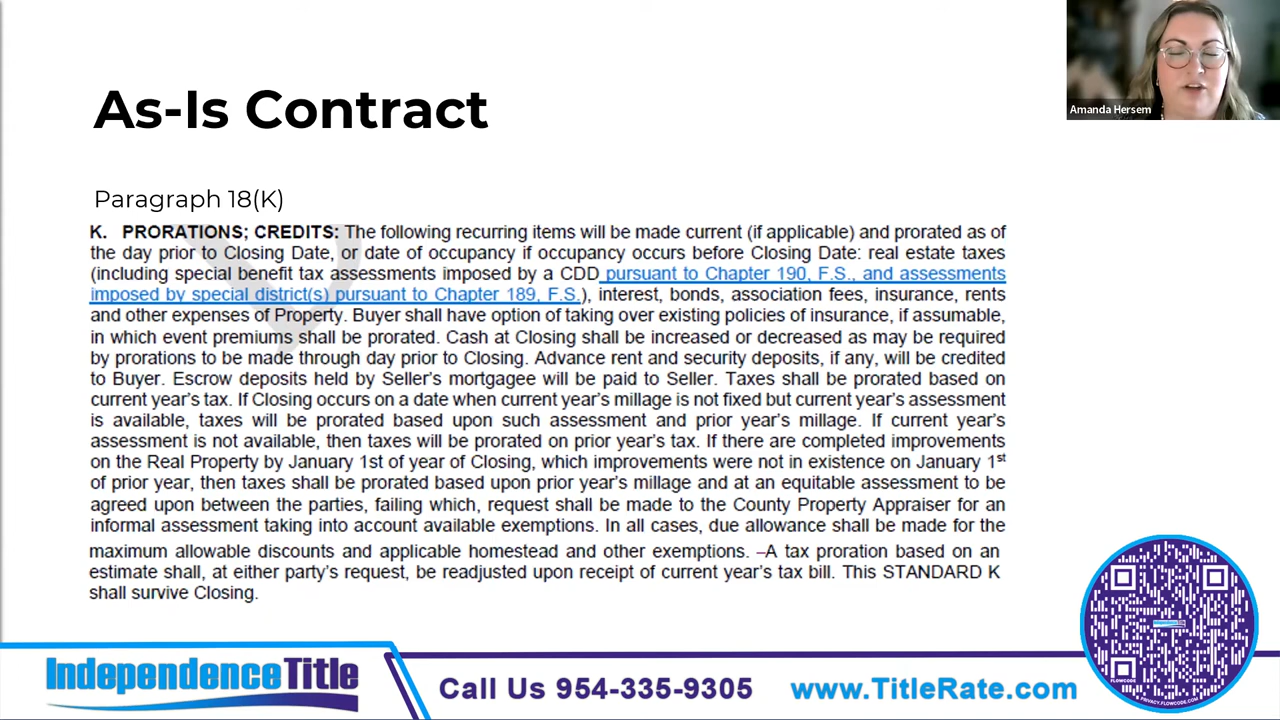 Amanda Hersem
As-Is Contract
Paragraph 18(K)
K. PRORATIONS; CREDITS: The following recurring items will be made current (if applicable) and prorated as of
the day prior to Closing Date, or date of occupancy if occupancy occurs before Closing Date: real estate taxes
(including special benefit tax assessments imposed by a CDD pursuant to Chapter 190, F.S., and assessments
imposed by special district(s) pursuant to Chapter 189, F.S.), interest, bonds, association fees, insurance, rents
and other expenses of Property. Buyer shall have option of taking over existing policies of insurance, if assumable,
in which event premiums shall be prorated. Cash at Closing shall be increased or decreased as may be required
by prorations to be made through day prior to Closing. Advance rent and security deposits, if any, will be credited
to Buyer. Escrow deposits held by Seller's mortgagee will be paid to Seller. Taxes shall be prorated based on
current year's tax. If Closing occurs on a date when current year's millage is not fixed but current year's assessment
is available, taxes will be prorated based upon such assessment and prior year's millage. If current year's
assessment is not available, then taxes will be prorated on prior year's tax. If there are completed improvements
on the Real Property by January 1st of year of Closing, which improvements were not in existence on January 1st
of prior year, then taxes shall be prorated based upon prior year's millage and at an equitable assessment to be
agreed upon between the parties, failing which, request shall be made to the County Property Appraiser for an
informal assessment taking into account available exemptions. In all cases, due allowance shall be made for the
maximum allowable discounts and applicable homestead and other exemptions. –A tax proration based on an
estimate shall, at either party's request, be readjusted upon receipt of current year's tax bill. This STANDARD K
shall survive Closing.
IndependenceTitle
Call Us 954-335-9305
www.TitleRate.com
FLOWCODE
PRIVACY.FLOWCODE.COM